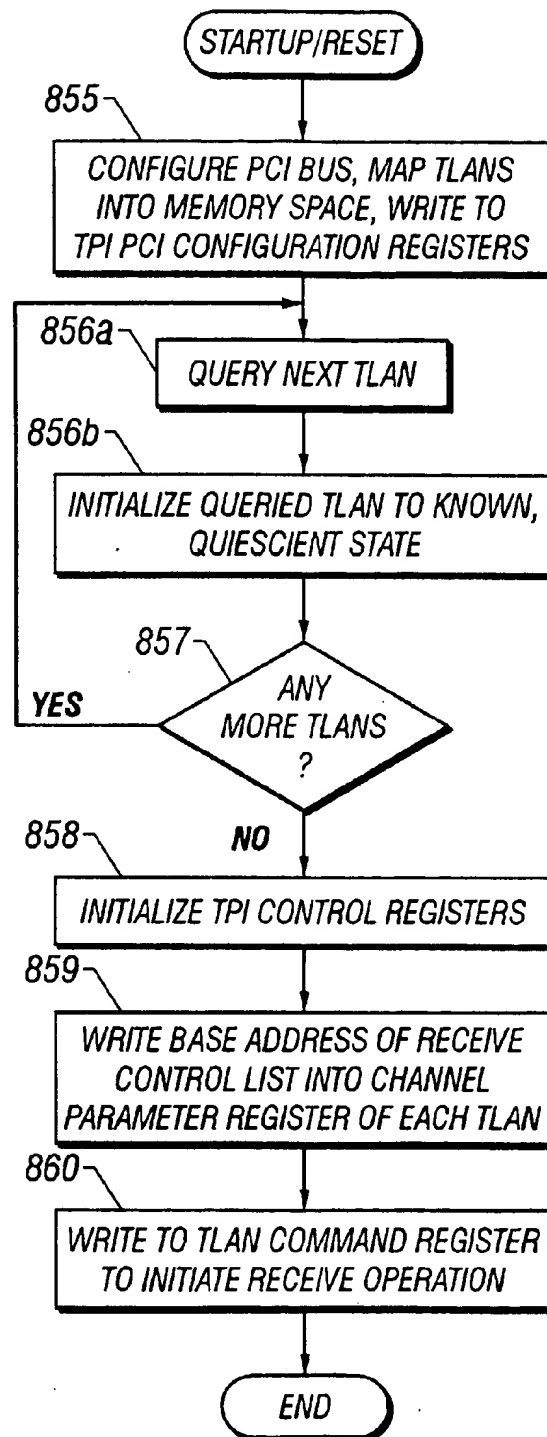 STARTUP/RESET
855
CONFIGURE PCI BUS, MAP TLANS
INTO MEMORY SPACE, WRITE TO
TPI PCI CONFIGURATION REGISTERS
856a
QUERY NEXT TLAN
856b
INITIALIZE QUERIED TLAN TO KNOWN,
QUIESCIENT STATE
857
ANY
MORE TLANS
?
YES
NO
858
INITIALIZE TPI CONTROL REGISTERS
859
WRITE BASE ADDRESS OF RECEIVE
CONTROL LIST INTO CHANNEL
PARAMETER REGISTER OF EACH TLAN
860
WRITE TO TLAN COMMAND REGISTER
TO INITIATE RECEIVE OPERATION
END